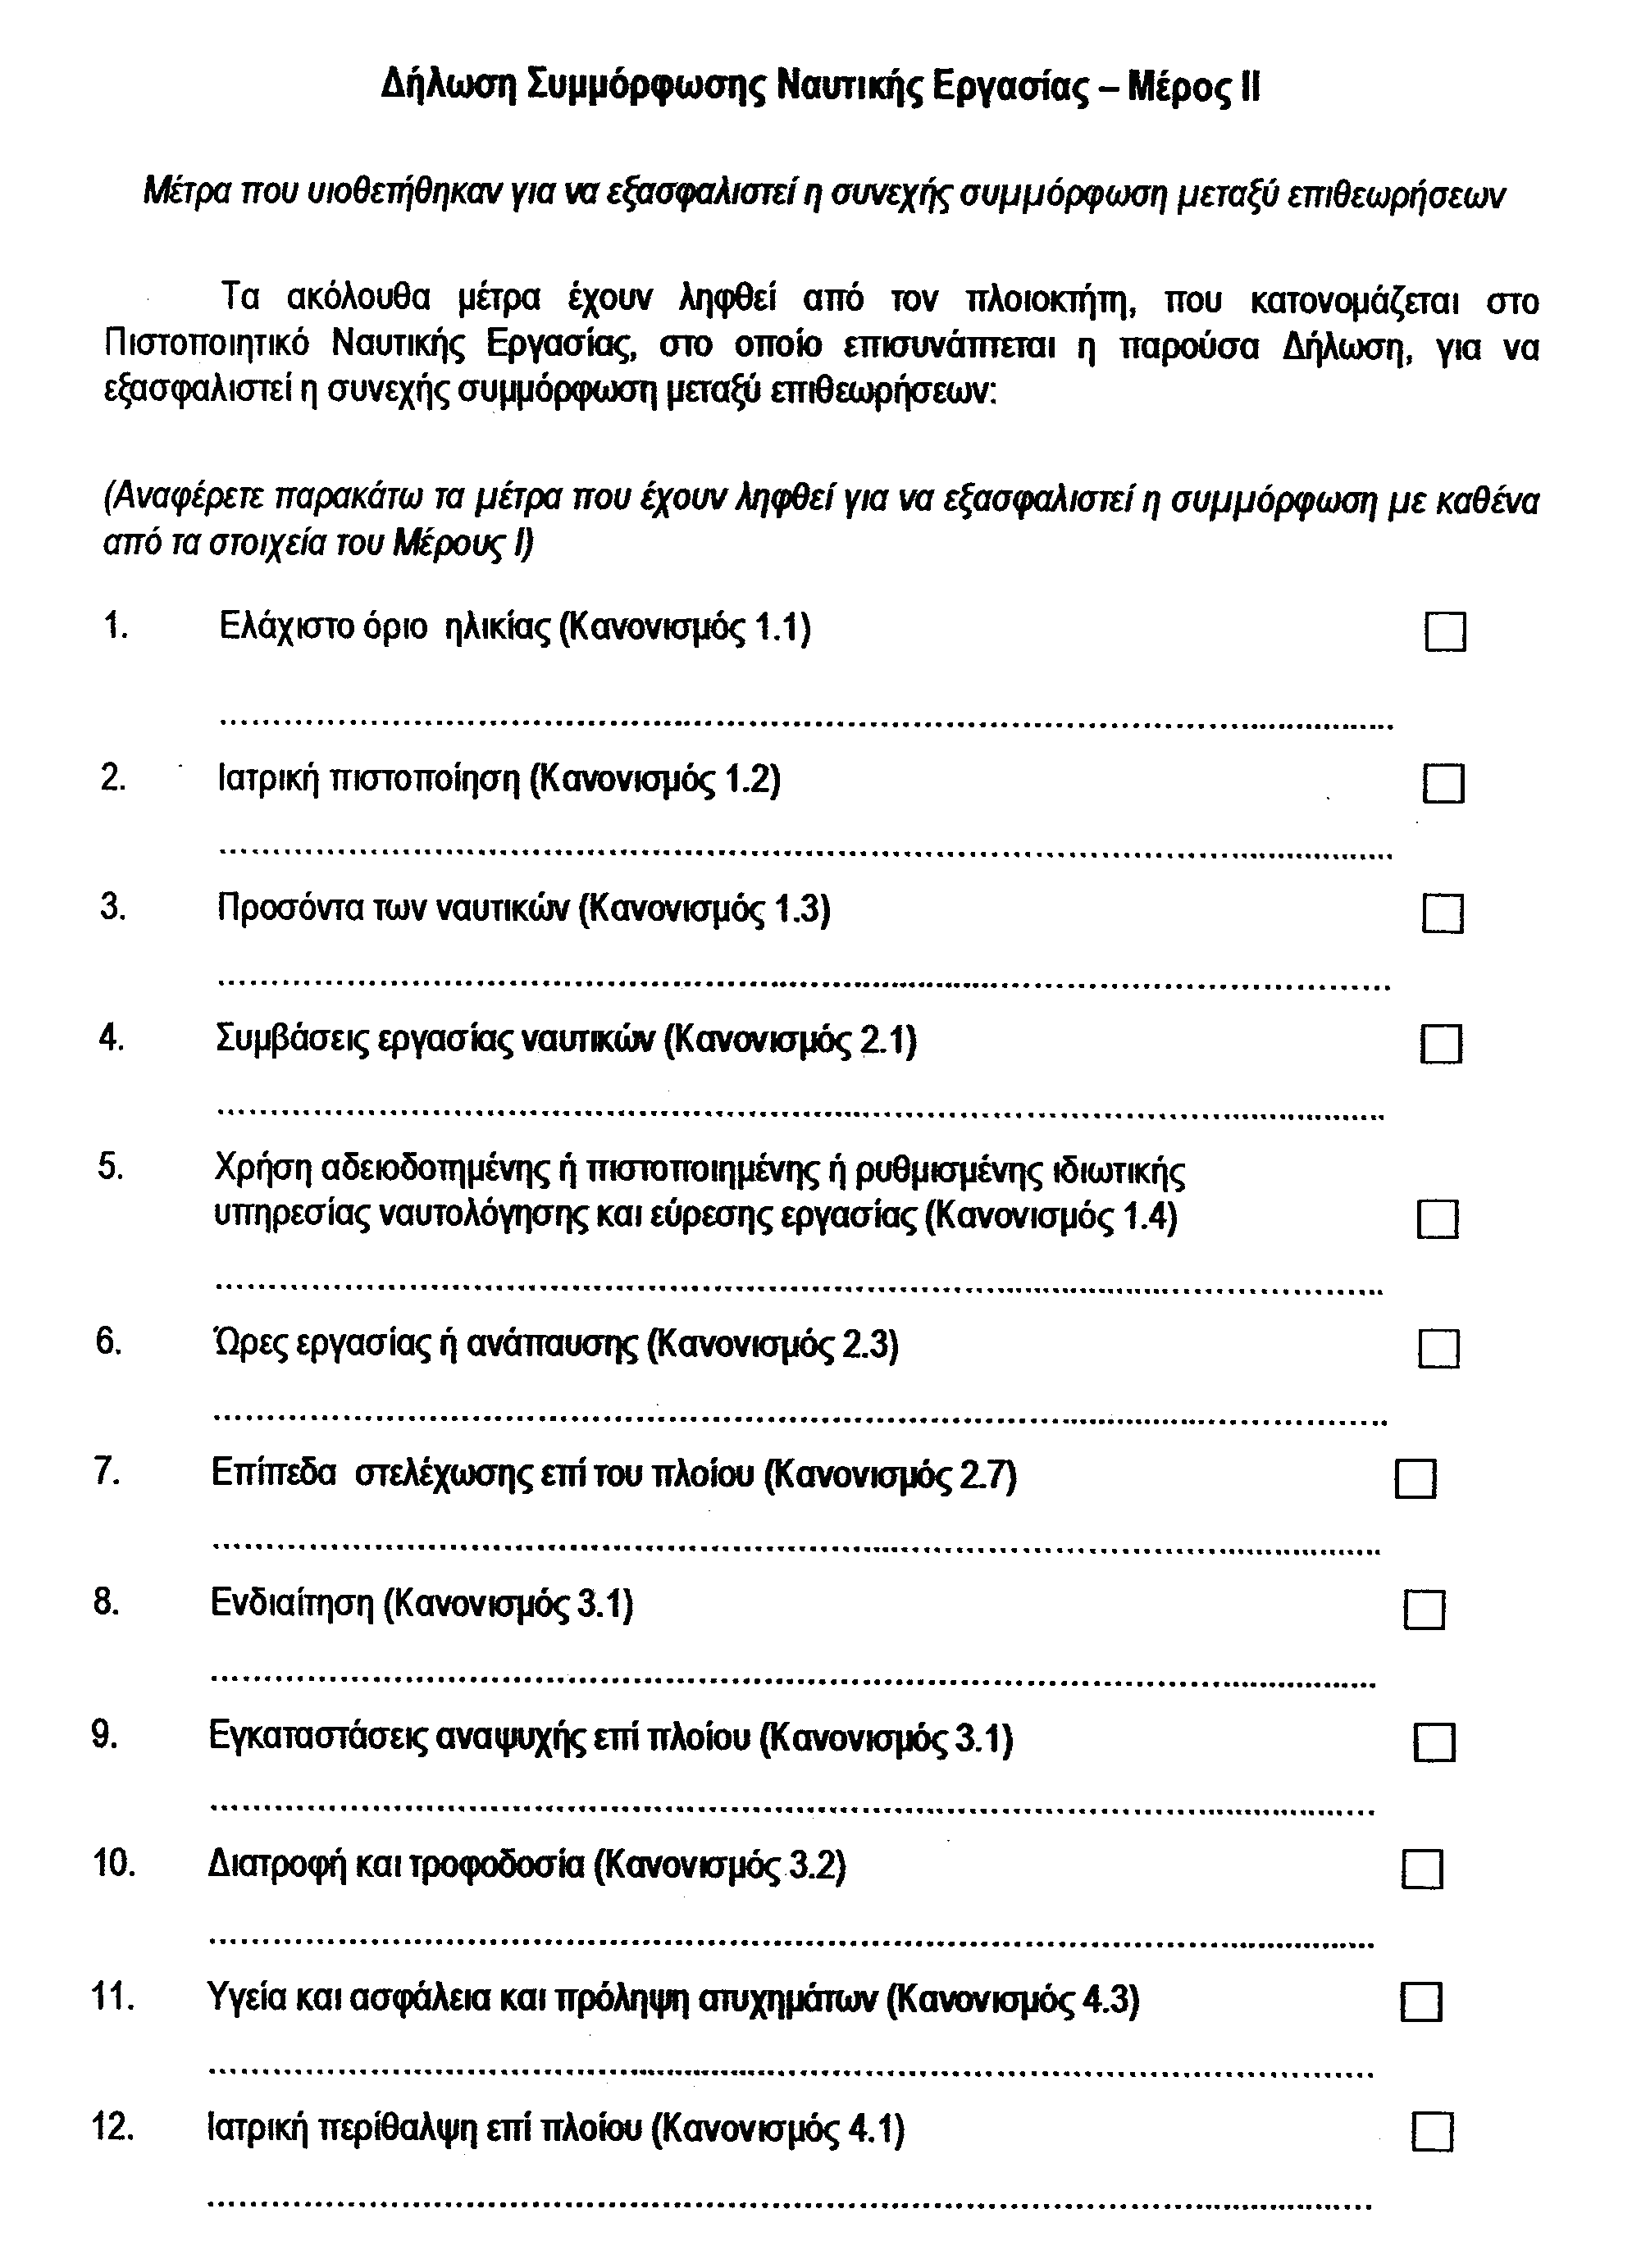 Δήλωση Συμμόρφωσης Ναυτικής Εργασίας – Μέρος ΙΙ
Μέτρα που υιοθετήθηκαν για να εξασφαλιστεί η συνεχής συμμόρφωση μεταξύ επιθεωρήσεων
Τα ακόλουθα μέτρα έχουν ληφθεί από τον πλοιοκτήτη, που κατονομάζεται στο
Πιστοποιητικό Ναυτικής Εργασίας, στο οποίο επισυνάπτεται η παρούσα Δήλωση, για να
εξασφαλιστεί η συνεχής συμμόρφωση μεταξύ επιθεωρήσεων:
(Αναφέρετε παρακάτω τα μέτρα που έχουν ληφθεί για να εξασφαλιστεί η συμμόρφωση με καθένα
από τα στοιχεία του Μέρους Ι)
1. Ελάχιστο όριο ηλικίας (Κανονισμός 1.1)
2. Ιατρική πιστοποίηση (Κανονισμός 1.2)
3. Προσόντα των ναυτικών (Κανονισμός 1.3)
4. Συμβάσεις εργασίας ναυτικών (Κανονισμός 2.1)
5. Χρήση αδειοδοτημένης ή πιστοποιημένης ή ρυθμισμένης ιδιωτικής
υπηρεσίας ναυτολόγησης και εύρεσης εργασίας (Κανονισμός 1.4)
6. Ώρες εργασίας ή ανάπαυσης (Κανονισμός 2.3)
7. Επίπεδα στελέχωσης επί του πλοίου (Κανονισμός 2.7)
8. Ενδιαίτηση (Κανονισμός 3.1)
9. Εγκαταστάσεις αναψυχής επί πλοίου (Κανονισμός 3.1)
10. Διατροφή και τροφοδοσία (Κανονισμός 3.2)
11. Υγεία και ασφάλεια και πρόληψη ατυχημάτων (Κανονισμός 4.3)
12. Ιατρική περίθαλψη επί πλοίου (Κανονισμός 4.1)